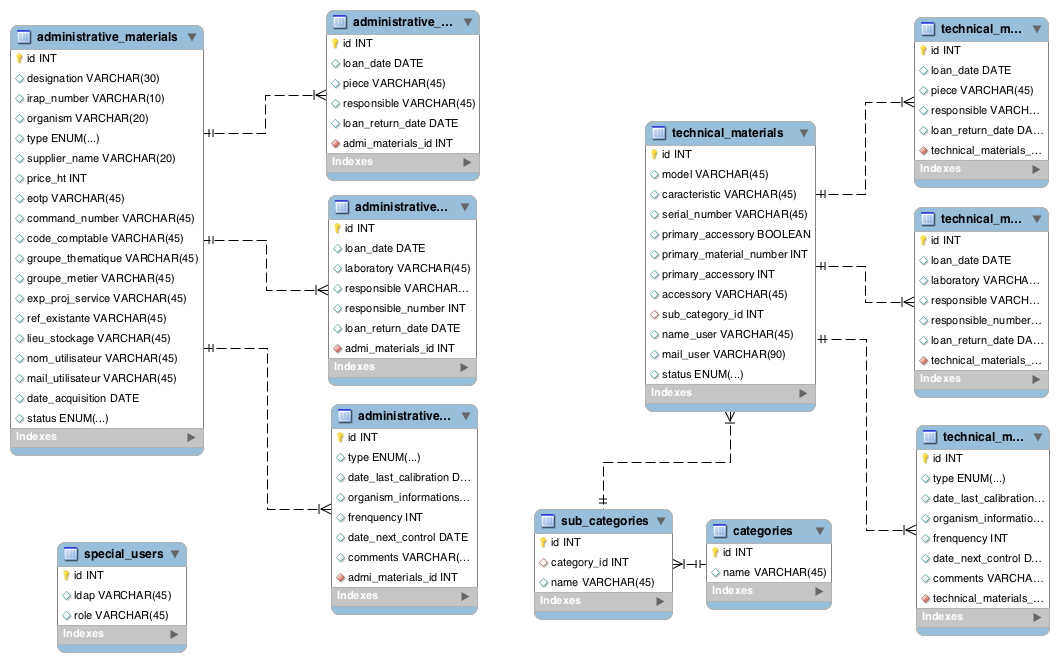 administrative_materials
id INT
designation VARCHAR(30)
irap_number VARCHAR(10)
organism VARCHAR(20)
type ENUM(...)
supplier_name VARCHAR(20)
price_ht INT
eotp VARCHAR(45)
command_number VARCHAR(45)
code_comptable VARCHAR(45)
groupe_thematique VARCHAR(45)
groupe_metier VARCHAR(45)
exp_proj_service VARCHAR(45)
ref_existante VARCHAR(45)
lieu_stockage VARCHAR(45)
nom_utilisateur VARCHAR(45)
mail_utilisateur VARCHAR(45)
date_acquisition DATE
status ENUM(...)
Indexes
special_users
id INT
ldap VARCHAR(45)
role VARCHAR(45)
Indexes
administrative_...
id INT
loan_date DATE
piece VARCHAR(45)
responsible VARCHAR(45)
loan_return_date DATE
admi_materials_id INT
Indexes
administrative...
id INT
loan_date DATE
laboratory VARCHAR(45)
responsible VARCHAR...
responsible_number INT
loan_return_date DATE
admi_materials_id INT
Indexes
administrative...
id INT
type ENUM(...)
date_last_calibration D...
organism_informations...
frenquency INT
date_next_control DATE
comments VARCHAR(...
admi_materials_id INT
Indexes
technical_materials
id INT
model VARCHAR(45)
caracteristic VARCHAR(45)
serial_number VARCHAR(45)
primary_accessory BOOLEAN
primary_material_number INT
primary_accessory INT
accessory VARCHAR(45)
sub_category_id INT
name_user VARCHAR(45)
mail_user VARCHAR(90)
status ENUM(...)
Indexes
sub_categories
id INT
category_id INT
name VARCHAR(45)
Indexes
categories
id INT
name VARCHAR(45)
Indexes
technical_m...
id INT
loan_date DATE
piece VARCHAR(45)
responsible VARCH...
loan_return_date DA...
technical_materials_...
Indexes
technical_m...
id INT
loan_date DATE
laboratory VARCHA...
responsible VARCH...
responsible_number...
loan_return_date DA...
technical_materials_...
Indexes
technical_m...
id INT
type ENUM(...)
date_last_calibration...
organism_informatio...
frenquency INT
date_next_control D...
comments VARCHA...
technical_materials_...
Indexes